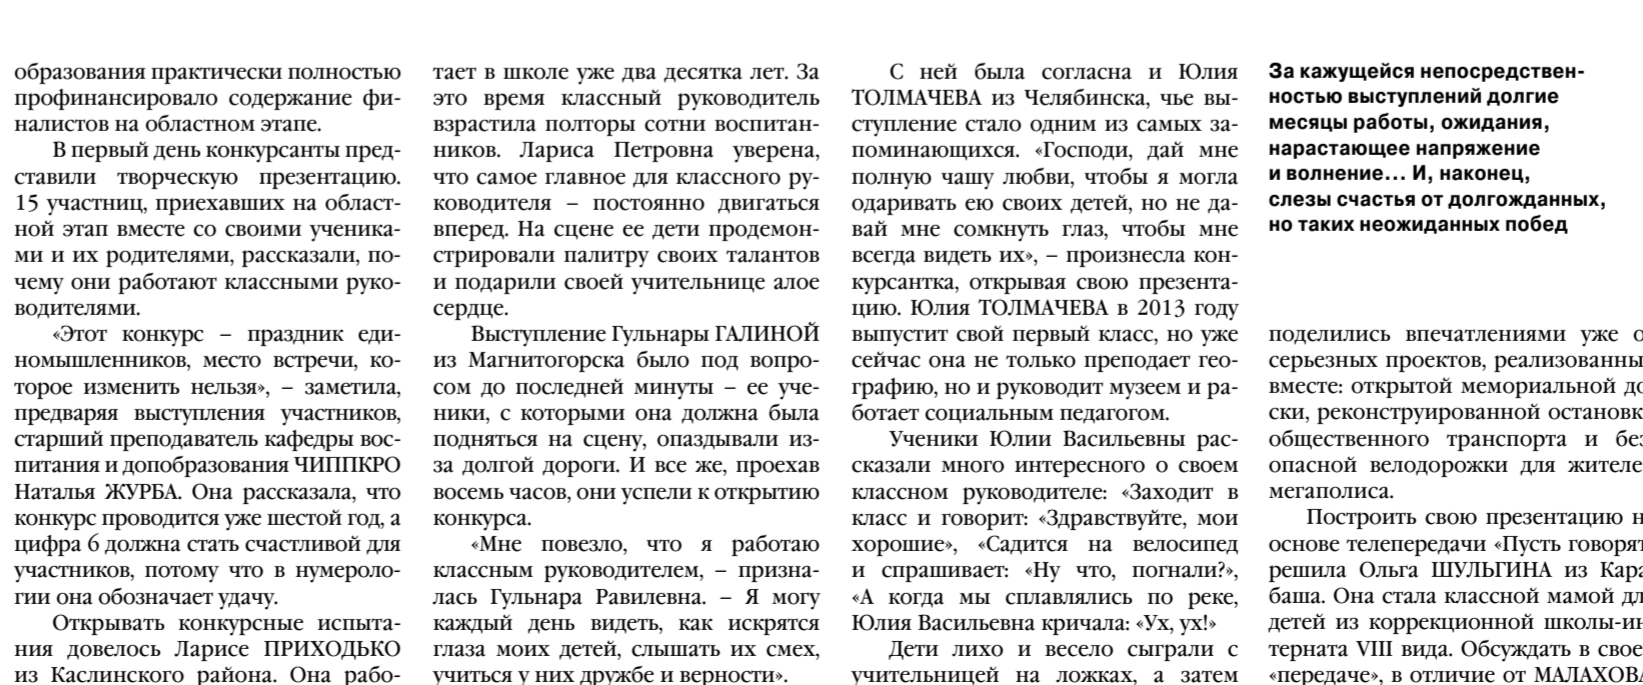 образования практически полностью
профинансировало содержание фи-
налистов на областном этапе.
В первый день конкурсанты пред-
ставили творческую презентацию.
15 участниц, приехавших на област-
ной этап вместе со своими ученика-
ми и их родителями, рассказали, по-
чему они работают классными руко-
водителями.
«Этот конкурс – праздник еди-
номышленников, место встречи, ко-
торое изменить нельзя», – заметила,
предваряя выступления участников,
старший преподаватель кафедры вос-
питания и допобразования ЧИППКРО
Наталья ЖУРБА. Она рассказала, что
конкурс проводится уже шестой год, а
цифра 6 должна стать счастливой для
участников, потому что в нумероло-
гии она обозначает удачу.
Открывать конкурсные испыта-
ния довелось Ларисе ПРИХОДЬКО
из Каслинского района. Она рабо-
тает в школе уже два десятка лет. За
это время классный руководитель
взрастила полторы сотни воспитан-
ников. Лариса Петровна уверена,
что самое главное для классного ру-
ководителя – постоянно двигаться
вперед. На сцене ее дети продемон-
стрировали палитру своих талантов
и подарили своей учительнице алое
сердце.
Выступление Гульнары ГАЛИНОЙ
из Магнитогорска было под вопро-
сом до последней минуты – ее уче-
ники, с которыми она должна была
подняться на сцену, опаздывали из-
за долгой дороги. И все же, проехав
восемь часов, они успели к открытию
конкурса.
«Мне повезло, что я работаю
классным руководителем, – призна-
лась Гульнара Равилевна. – Я могу
каждый день видеть, как искрятся
глаза моих детей, слышать их смех,
учиться у них дружбе и верности».
С ней была согласна и Юлия
ТОЛМАЧЕВА из Челябинска, чье вы-
ступление стало одним из самых за-
поминающихся. «Господи, дай мне
полную чашу любви, чтобы я могла
одаривать ею своих детей, но не да-
вай мне сомкнуть глаз, чтобы мне
всегда видеть их», – произнесла кон-
курсантка, открывая свою презента-
цию. Юлия ТОЛМАЧЕВА в 2013 году
выпустит свой первый класс, но уже
сейчас она не только преподает гео-
графию, но и руководит музеем и ра-
ботает социальным педагогом.
Ученики Юлии Васильевны рас-
сказали много интересного о своем
классном руководителе: «Заходит в
класс и говорит: «Здравствуйте, мои
хорошие», «Садится на велосипед
и спрашивает: «Ну что, погнали?»,
«А когда мы сплавлялись по реке,
Юлия Васильевна кричала: «Ух, ух!»
Дети лихо и весело сыграли с
учительницей на ложках, а затем
За кажущейся непосредствен-
ностью выступлений долгие
месяцы работы, ожидания,
нарастающее напряжение
и волнение… И, наконец,
слезы счастья от долгожданных,
но таких неожиданных побед
поделились впечатлениями уже о
серьезных проектов, реализованны
вместе: открытой мемориальной до
ски, реконструированной остановк
общественного транспорта и без
опасной велодорожки для жителе
мегаполиса.
Построить свою презентацию н
основе телепередачи «Пусть говорят
решила Ольга ШУЛЬГИНА из Кара
баша. Она стала классной мамой дл
детей из коррекционной школы-ин
терната VIII вида. Обсуждать в свое
«передаче», в отличие от МАЛАХОВА